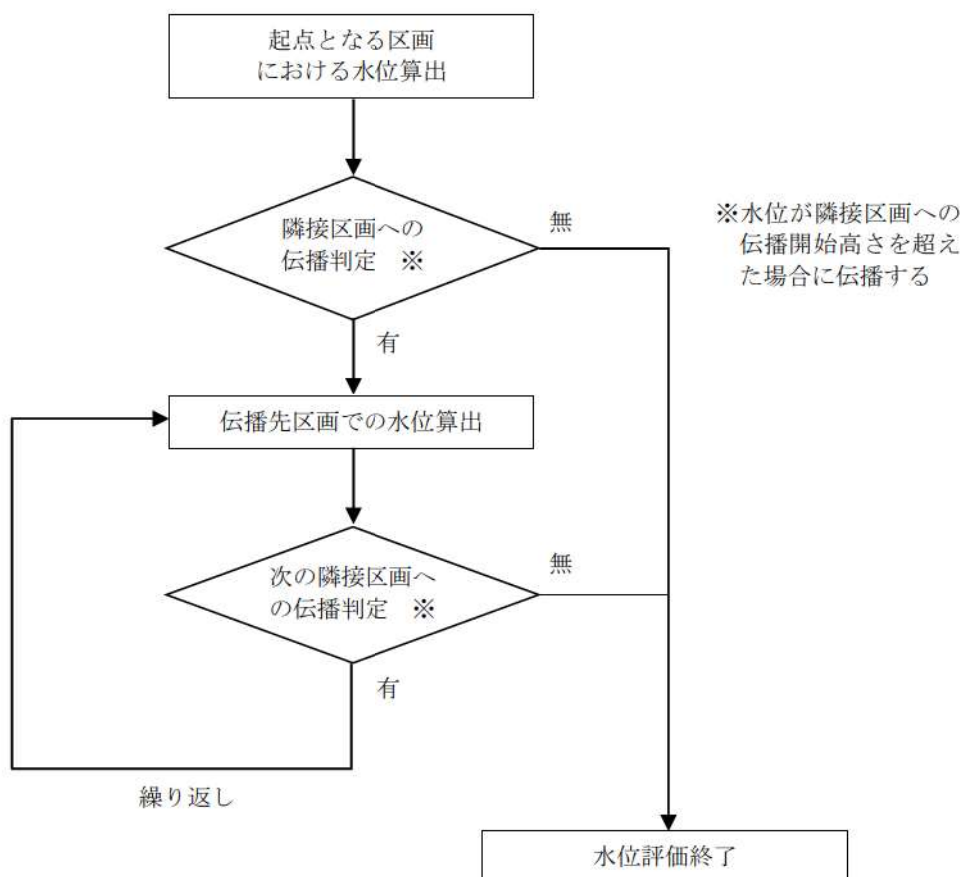 起点となる区画
における水位算出
隣接区画への
伝播判定　※
無
※水位が隣接区画への
伝播開始高さを超え
た場合に伝播する
有
伝播先区画での水位算出
次の隣接区画へ
の伝播判定　※
無
有
繰り返し
水位評価終了